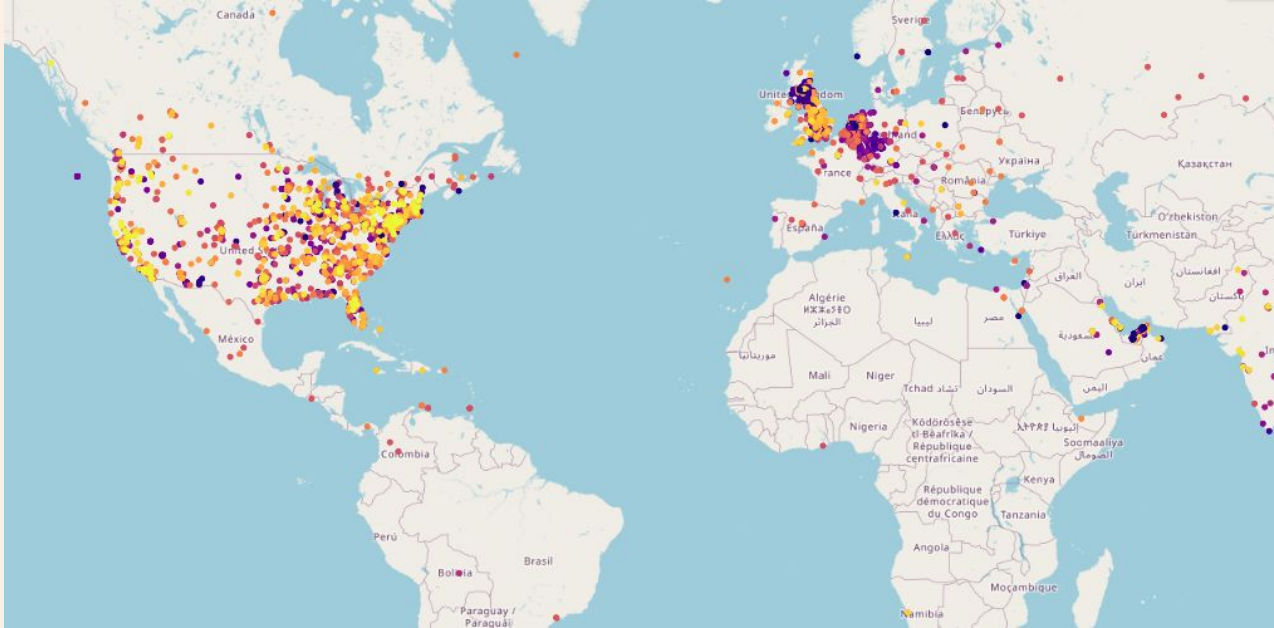 Canada
Sverige
United Kingdom
Беларусь
Україна
Қазақстан
France
România
Italia
España
Ελλάς
Türkiye
O'zbekiston
Türkmenistan
افغانستان
ایران
العراق
پاکستان
Algérie
ⵍⵣⵣⴰⵢⴻⵔ
الجزائر
ليبيا
مصر
السعودية
عمان
اليمن
موريتانيا
México
Mali
Niger
Tchad تشاد
السودان
Nigeria
Ködörösêse
tî Bêafrîka /
République
centrafricaine
ኢትዮጵያ إثيوبيا
Soomaaliya
الصومال
Kenya
République
démocratique
du Congo
Tanzania
Colombia
Perú
Brasil
Bolivia
Angola
Moçambique
Namibia
Paraguay /
Paraguái